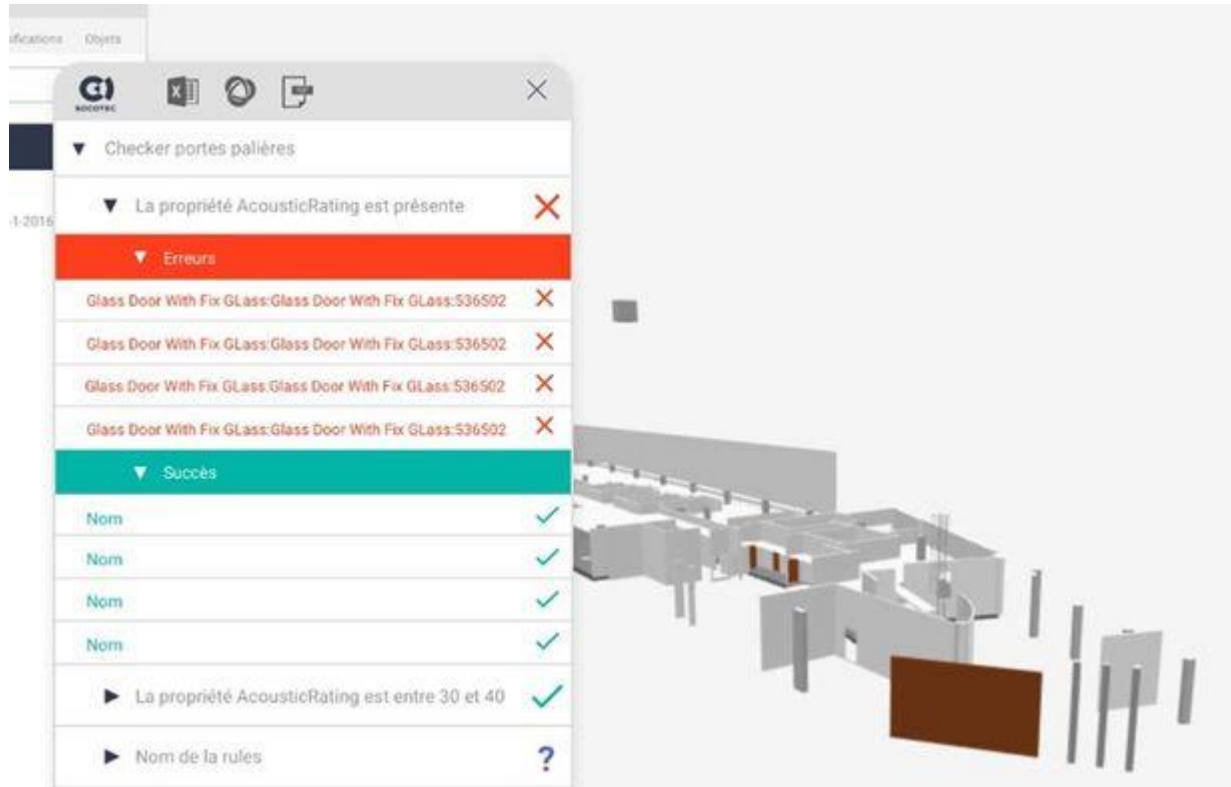 Objets
SOCOTEC
Checker portes palières
La propriété AcousticRating est présente
-1-2016
Erreurs
Glass Door With Fix GLass:Glass Door With Fix GLass:536502
Glass Door With Fix GLass:Glass Door With Fix GLass:536502
Glass Door With Fix GLass:Glass Door With Fix GLass:536502
Glass Door With Fix GLass:Glass Door With Fix GLass:536502
Succès
Nom
Nom
Nom
Nom
La propriété AcousticRating est entre 30 et 40
Nom de la rules
?